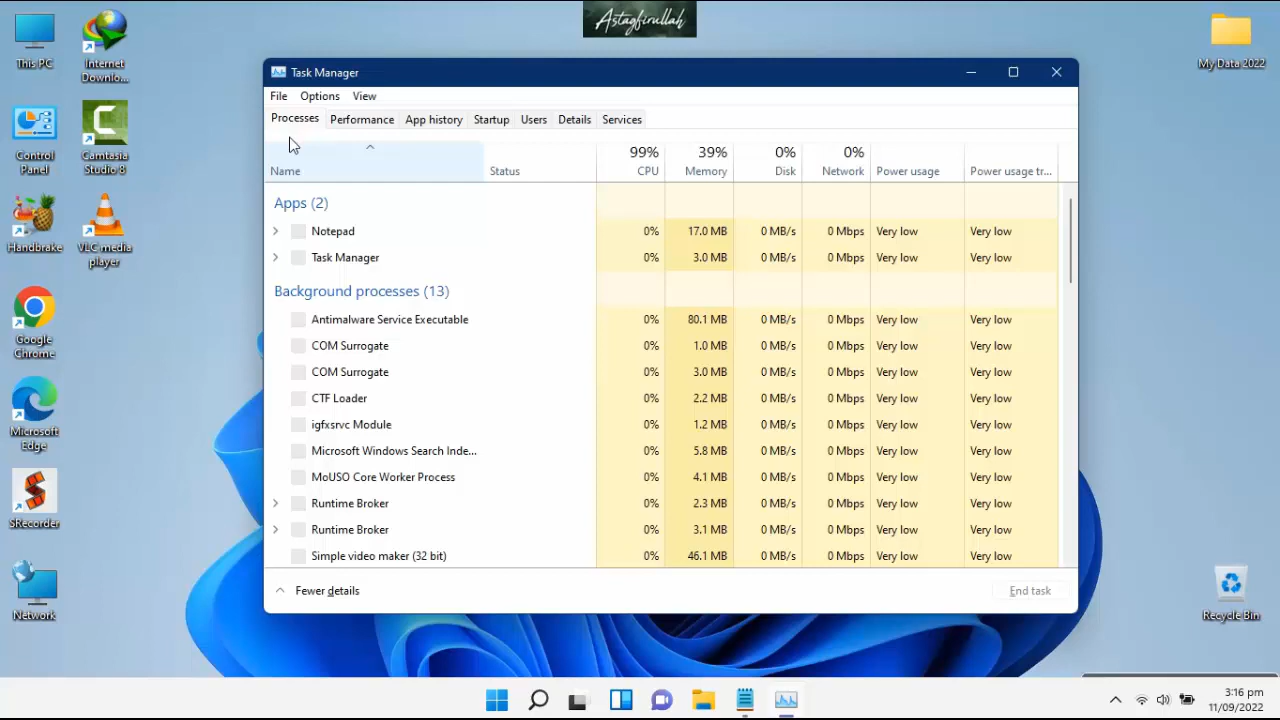 Astagfirullah
This PC
Internet
Downlo...
My Data 2022
Control
Panel
Camtasia
Studio 8
Handbrake
VLC media
player
Google
Chrome
Microsoft
Edge
SRecorder
Network
Recycle Bin
Task Manager
File Options View
Processes Performance App history Startup Users Details Services
99% 39% 0% 0%
Name Status CPU Memory Disk Network Power usage Power usage tr...
Apps (2)
Notepad 0% 17.0 MB 0 MB/s 0 Mbps Very low Very low
Task Manager 0% 3.0 MB 0 MB/s 0 Mbps Very low Very low
Background processes (13)
Antimalware Service Executable 0% 80.1 MB 0 MB/s 0 Mbps Very low Very low
COM Surrogate 0% 1.0 MB 0 MB/s 0 Mbps Very low Very low
COM Surrogate 0% 3.0 MB 0 MB/s 0 Mbps Very low Very low
CTF Loader 0% 2.2 MB 0 MB/s 0 Mbps Very low Very low
igfxsrvc Module 0% 1.2 MB 0 MB/s 0 Mbps Very low Very low
Microsoft Windows Search Inde... 0% 5.8 MB 0 MB/s 0 Mbps Very low Very low
MoUSO Core Worker Process 0% 4.1 MB 0 MB/s 0 Mbps Very low Very low
Runtime Broker 0% 2.3 MB 0 MB/s 0 Mbps Very low Very low
Runtime Broker 0% 3.1 MB 0 MB/s 0 Mbps Very low Very low
Simple video maker (32 bit) 0% 46.1 MB 0 MB/s 0 Mbps Very low Very low
Fewer details End task
3:16 pm
11/09/2022